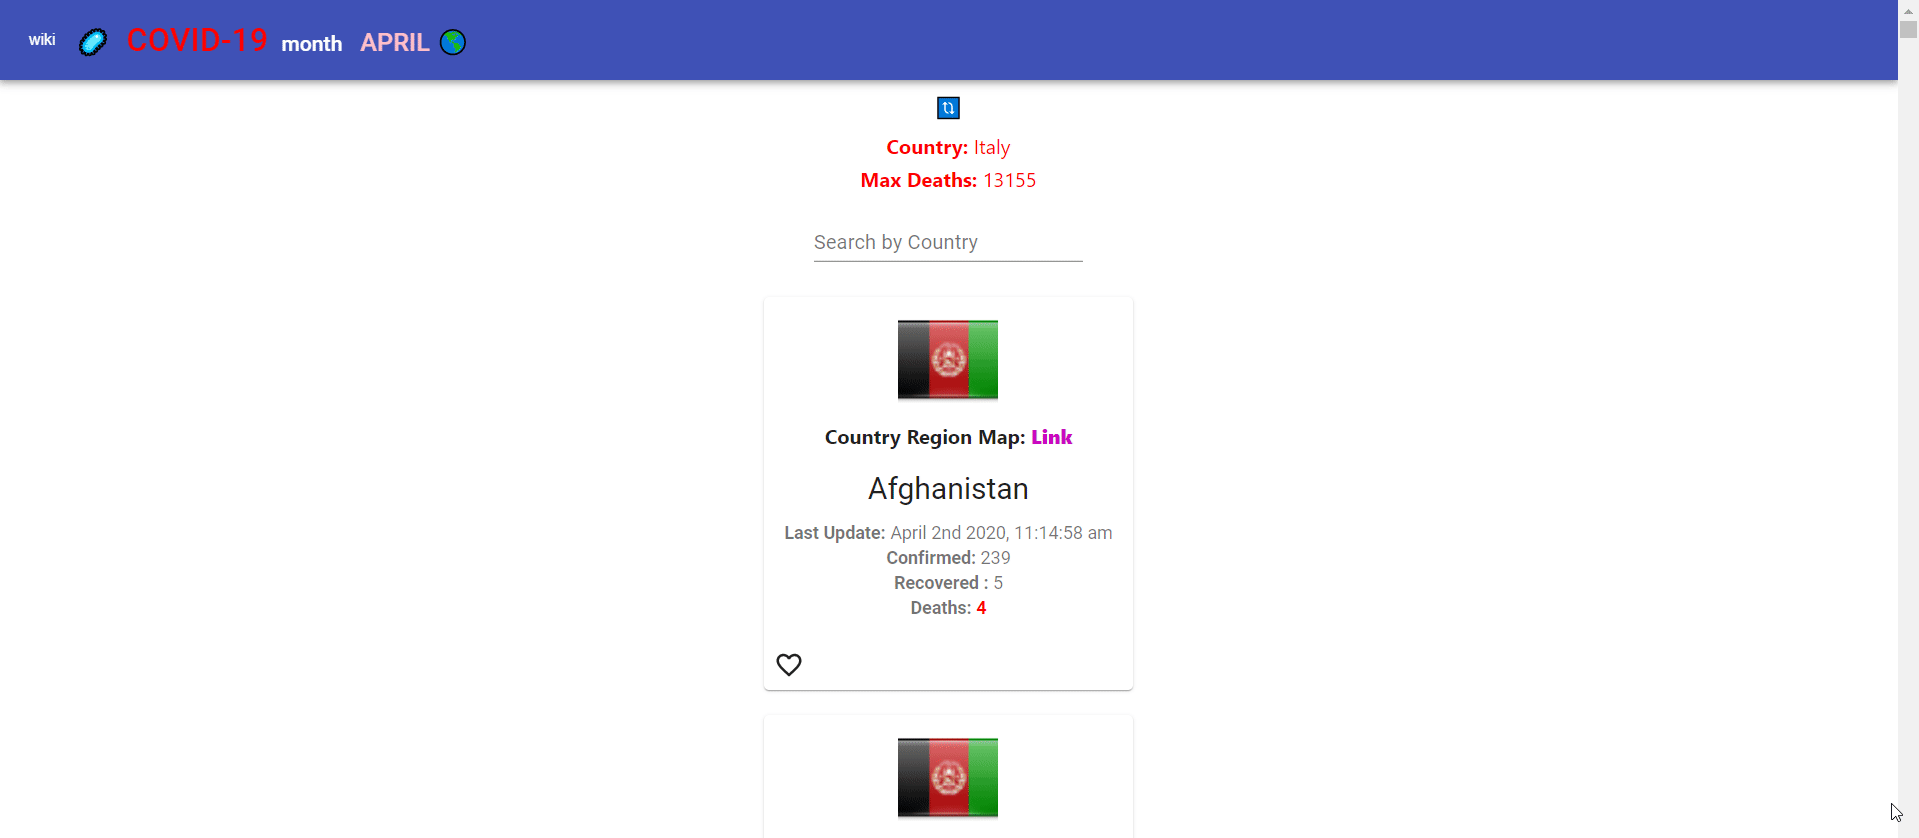 wiki COVID-19 month APRIL
Country: Italy
Max Deaths: 13155
Search by Country
Country Region Map: Link
Afghanistan
Last Update: April 2nd 2020, 11:14:58 am
Confirmed: 239
Recovered : 5
Deaths: 4